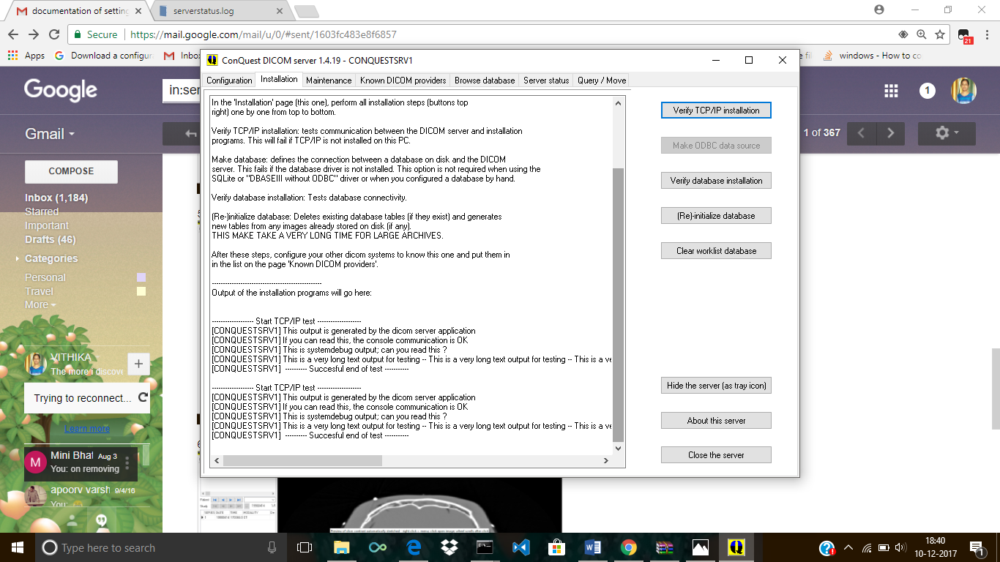 documentation of setting
serverstatus.log
Secure
https://mail.google.com/mail/u/0/#sent/1603fc483e8f6857
21
Apps
Download a configur
Inbo
windows - How to co
Google
in:sen
1
Gmail
1 of 367
COMPOSE
Inbox (1,184)
Starred
Important
Drafts (46)
Categories
Personal
Travel
More
VITHIKA
The more i discove
Trying to reconnect...
Learn more
Mini Bhat Aug 3
You: on removing
apoorv varsh 9/4/16
You:
ConQuest DICOM server 1.4.19 - CONQUESTSRV1
Configuration
Installation
Maintenance
Known DICOM providers
Browse database
Server status
Query / Move
In the 'Installation' page (this one), perform all installation steps (buttons top
right) one by one from top to bottom.
Verify TCP/IP installation: tests communication between the DICOM server and installation
programs. This will fail if TCP/IP is not installed on this PC.
Make database: defines the connection between a database on disk and the DICOM
server. This fails if the database driver is not installed. This option is not required when using the
SQLite or "DBASEIII without ODBC" driver or when you configured a database by hand.
Verify database installation: Tests database connectivity.
(Re-)initialize database: Deletes existing database tables (if they exist) and generates
new tables from any images already stored on disk (if any).
THIS MAKE TAKE A VERY LONG TIME FOR LARGE ARCHIVES.
After these steps, configure your other dicom systems to know this one and put them in
in the list on the page 'Known DICOM providers'.
--------------------------------------------------
Output of the installation programs will go here:
------------------- Start TCP/IP test --------------------
[CONQUESTSRV1] This output is generated by the dicom server application
[CONQUESTSRV1] If you can read this, the console communication is OK
[CONQUESTSRV1] This is systemdebug output; can you read this ?
[CONQUESTSRV1] This is a very long text output for testing -- This is a very long text output for testing -- This is a ve
[CONQUESTSRV1] ---------- Succesful end of test -----------
------------------- Start TCP/IP test --------------------
[CONQUESTSRV1] This output is generated by the dicom server application
[CONQUESTSRV1] If you can read this, the console communication is OK
[CONQUESTSRV1] This is systemdebug output; can you read this ?
[CONQUESTSRV1] This is a very long text output for testing -- This is a very long text output for testing -- This is a ve
[CONQUESTSRV1] ---------- Succesful end of test -----------
Verify TCP/IP installation
Make ODBC data source
Verify database installation
(Re)-initialize database
Clear worklist database
Hide the server (as tray icon)
About this server
Close the server
Type here to search
18:40
10-12-2017
1